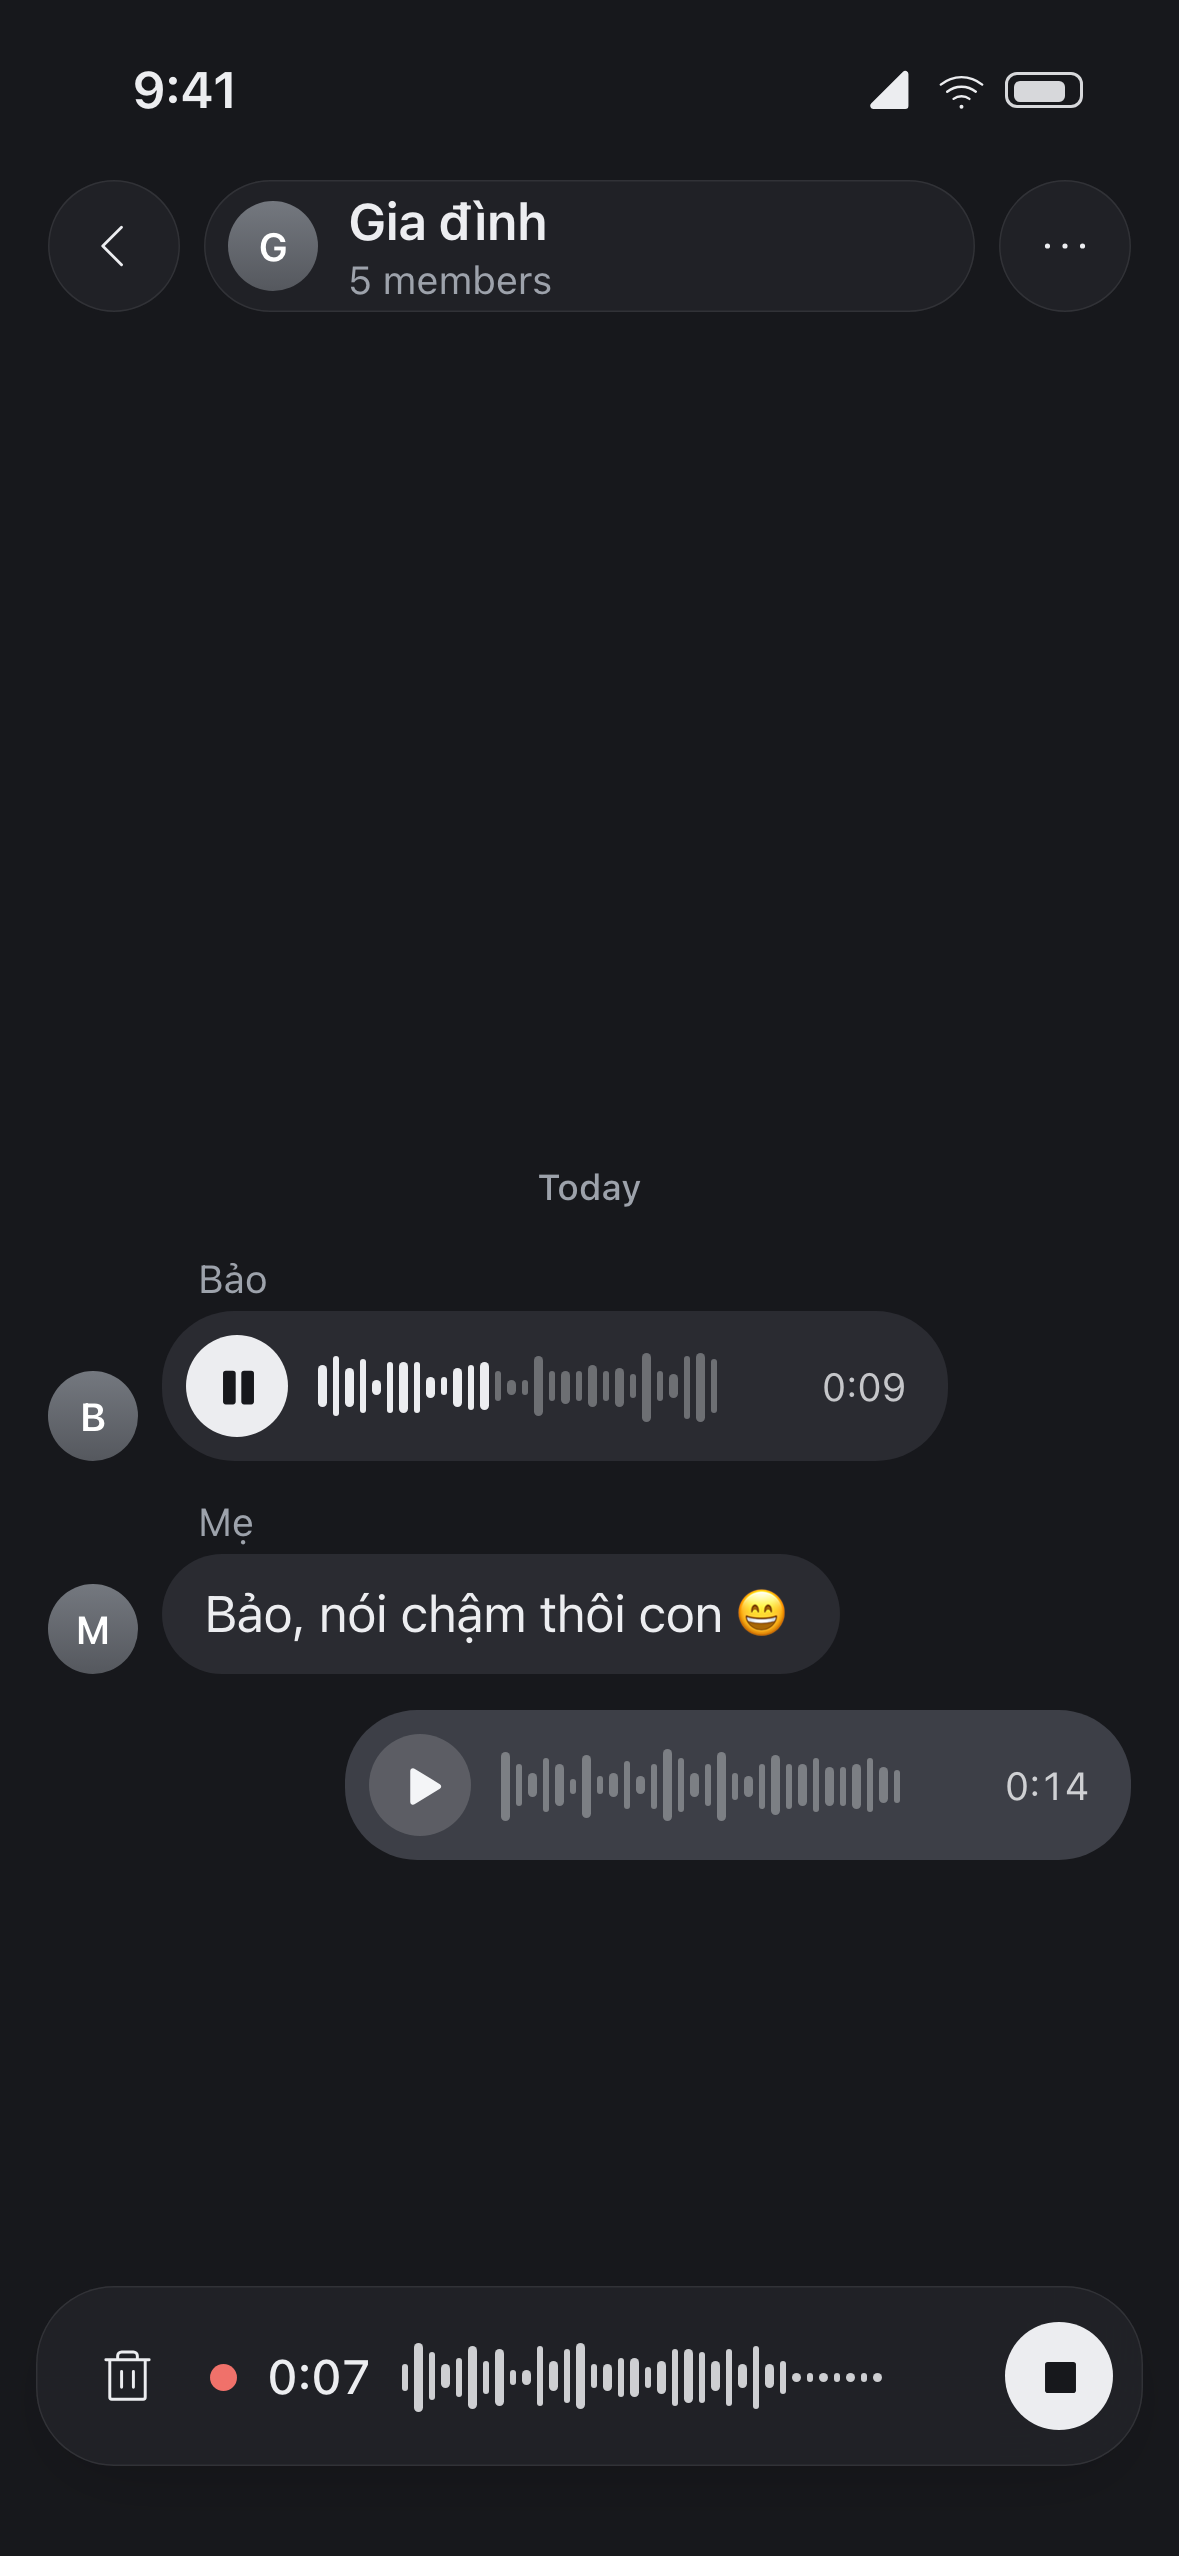 9:41
G
Gia đình
5 members
Today
Bảo
B
0:09
Mẹ
M
Bảo, nói chậm thôi con 😄
0:14
0:07